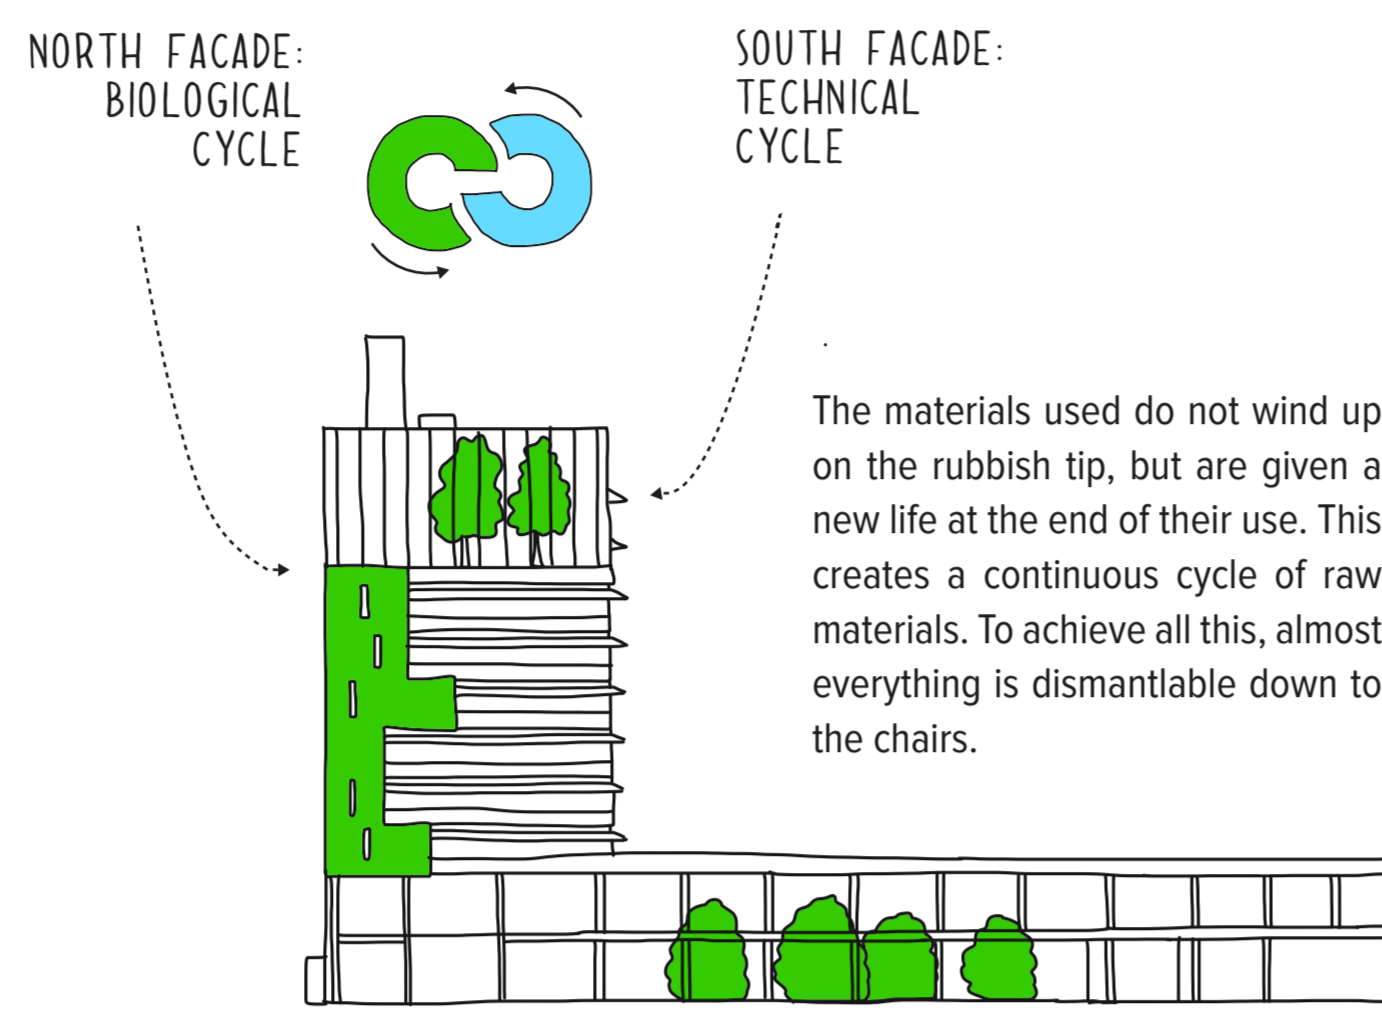 NORTH FACADE:
BIOLOGICAL
CYCLE
SOUTH FACADE:
TECHNICAL
CYCLE
The materials used do not wind up
on the rubbish tip, but are given a
new life at the end of their use. This
creates a continuous cycle of raw
materials. To achieve all this, almost
everything is dismantlable down to
the chairs.